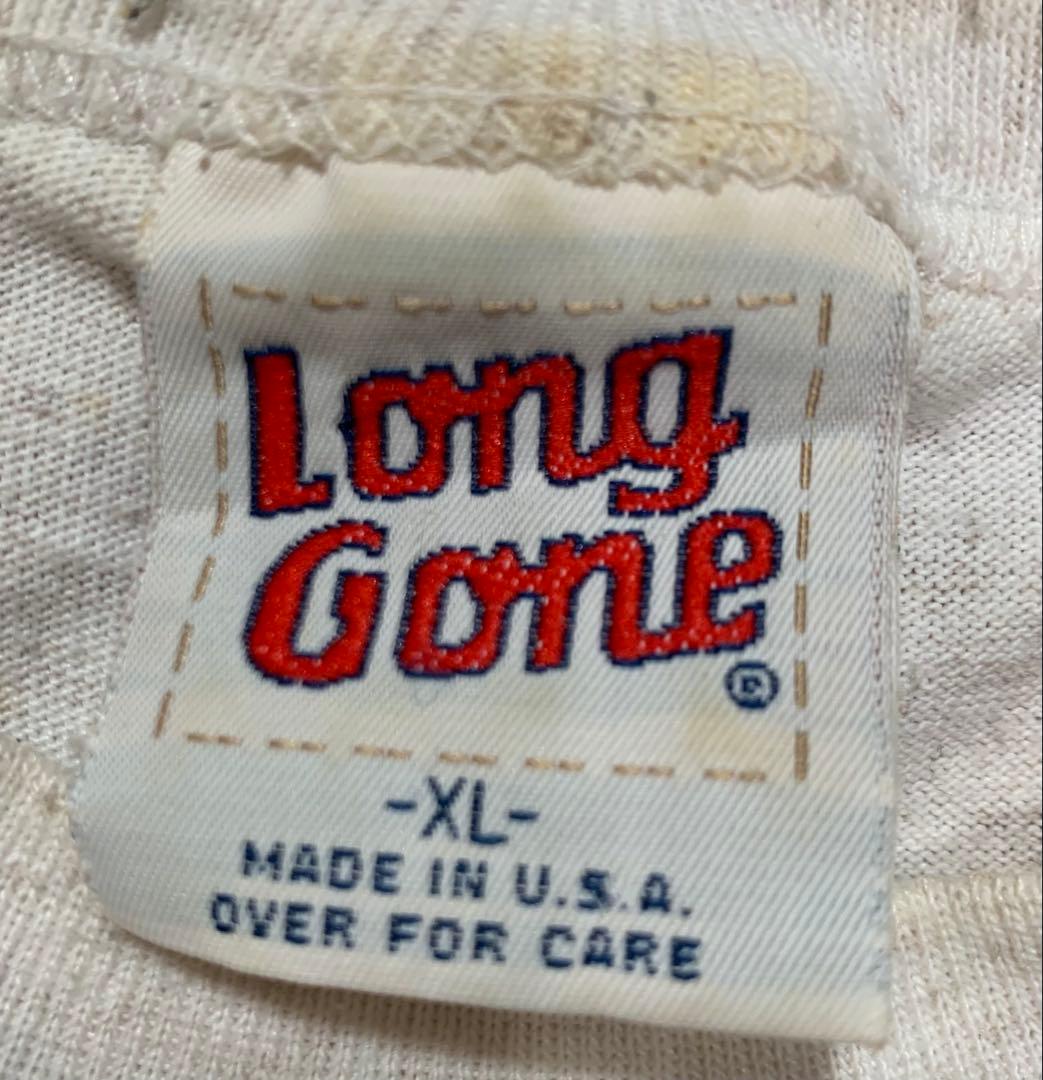 Long
Gone®
-XL-
MADE IN U.S.A.
OVER FOR CARE